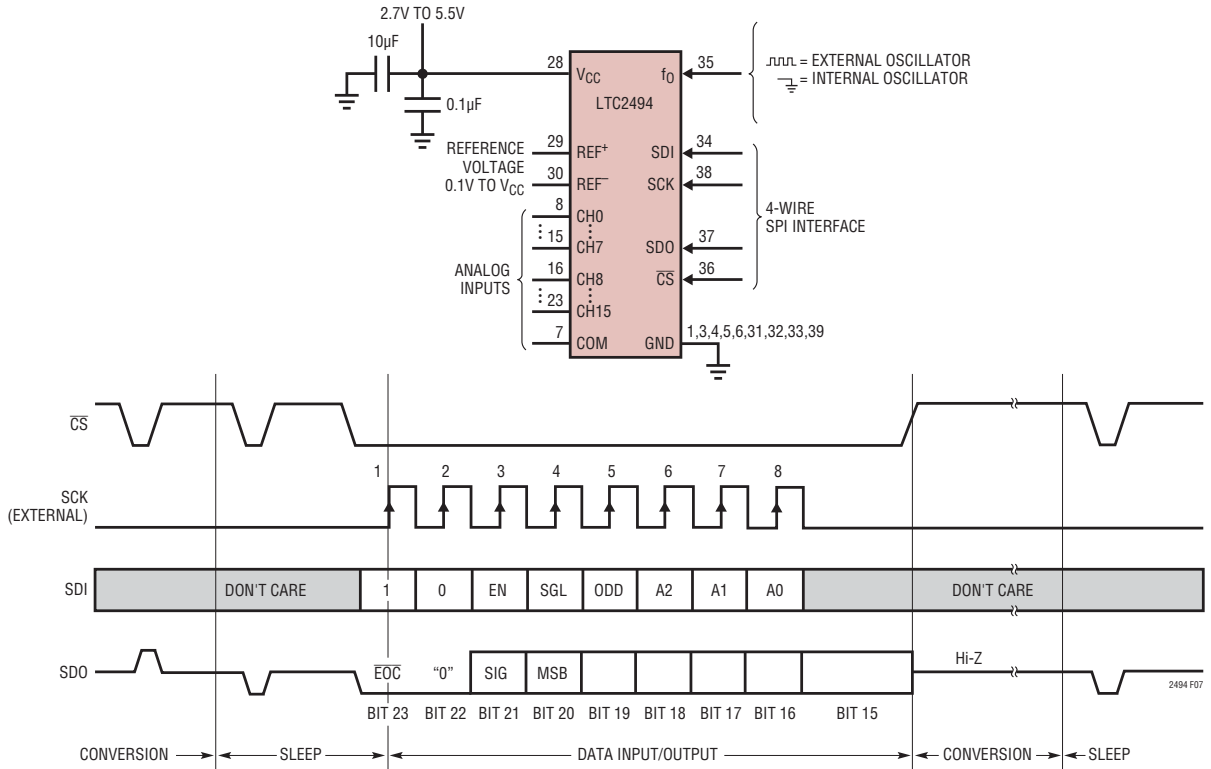 2.7V TO 5.5V
10µF
0.1µF
28
VCC
fO
35
= EXTERNAL OSCILLATOR
= INTERNAL OSCILLATOR
LTC2494
REFERENCE
VOLTAGE
0.1V TO VCC
29
REF+
30
REF–
SDI
34
SCK
38
4-WIRE
SPI INTERFACE
8
CH0
15
CH7
SDO
37
ANALOG
INPUTS
16
CH8
CS
36
23
CH15
7
COM
GND
1,3,4,5,6,31,32,33,39
CS
1 2 3 4 5 6 7 8
SCK
(EXTERNAL)
SDI
DON'T CARE 1 0 EN SGL ODD A2 A1 A0 DON'T CARE
SDO
EOC "0" SIG MSB Hi-Z
2494 F07
BIT 23 BIT 22 BIT 21 BIT 20 BIT 19 BIT 18 BIT 17 BIT 16 BIT 15
CONVERSION SLEEP DATA INPUT/OUTPUT CONVERSION SLEEP